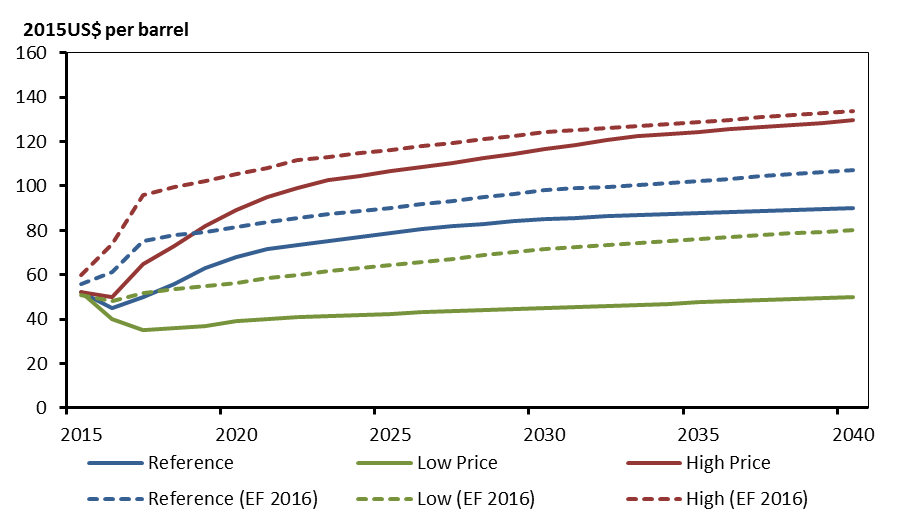 2015US$ per barrel
160
140
120
100
80
60
40
20
0
2015 2020 2025 2030 2035 2040
Reference Low Price High Price
Reference (EF 2016) Low (EF 2016) High (EF 2016)